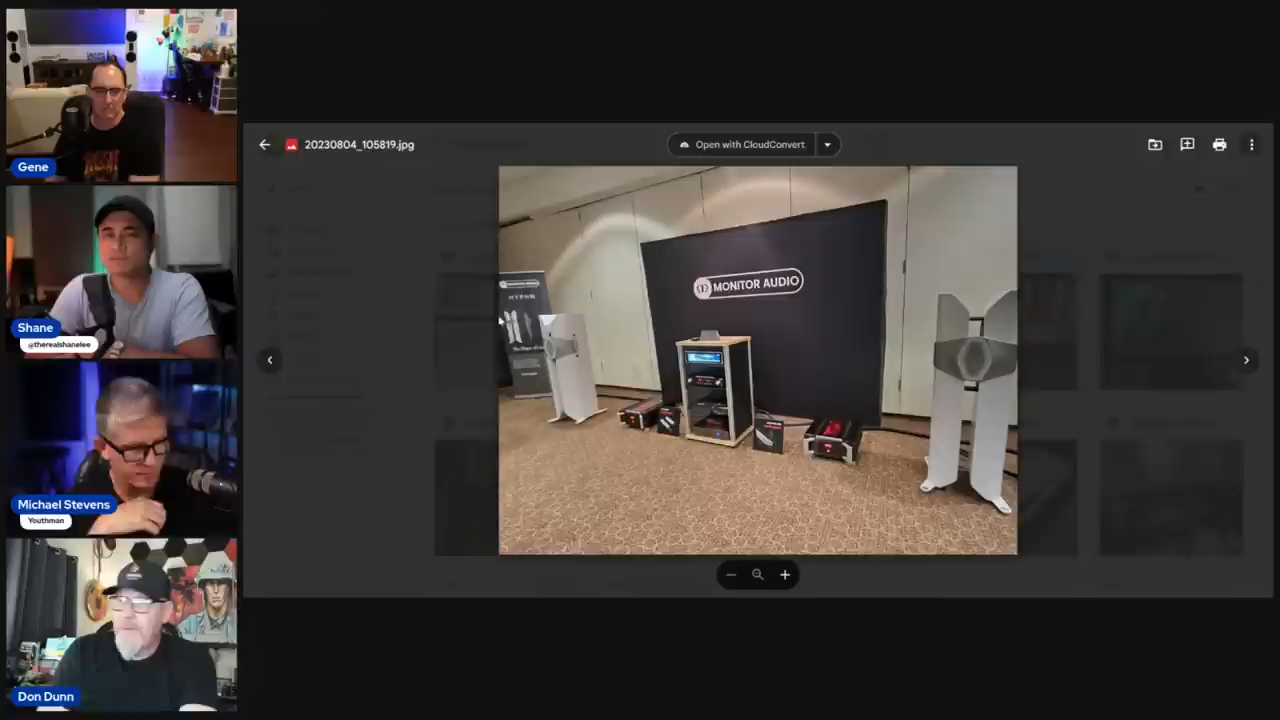 Gene
Shane
@therealshanelee
Michael Stevens
Youthman
Don Dunn
20230804_105819.jpg
Open with CloudConvert
MONITOR AUDIO
HYPHN